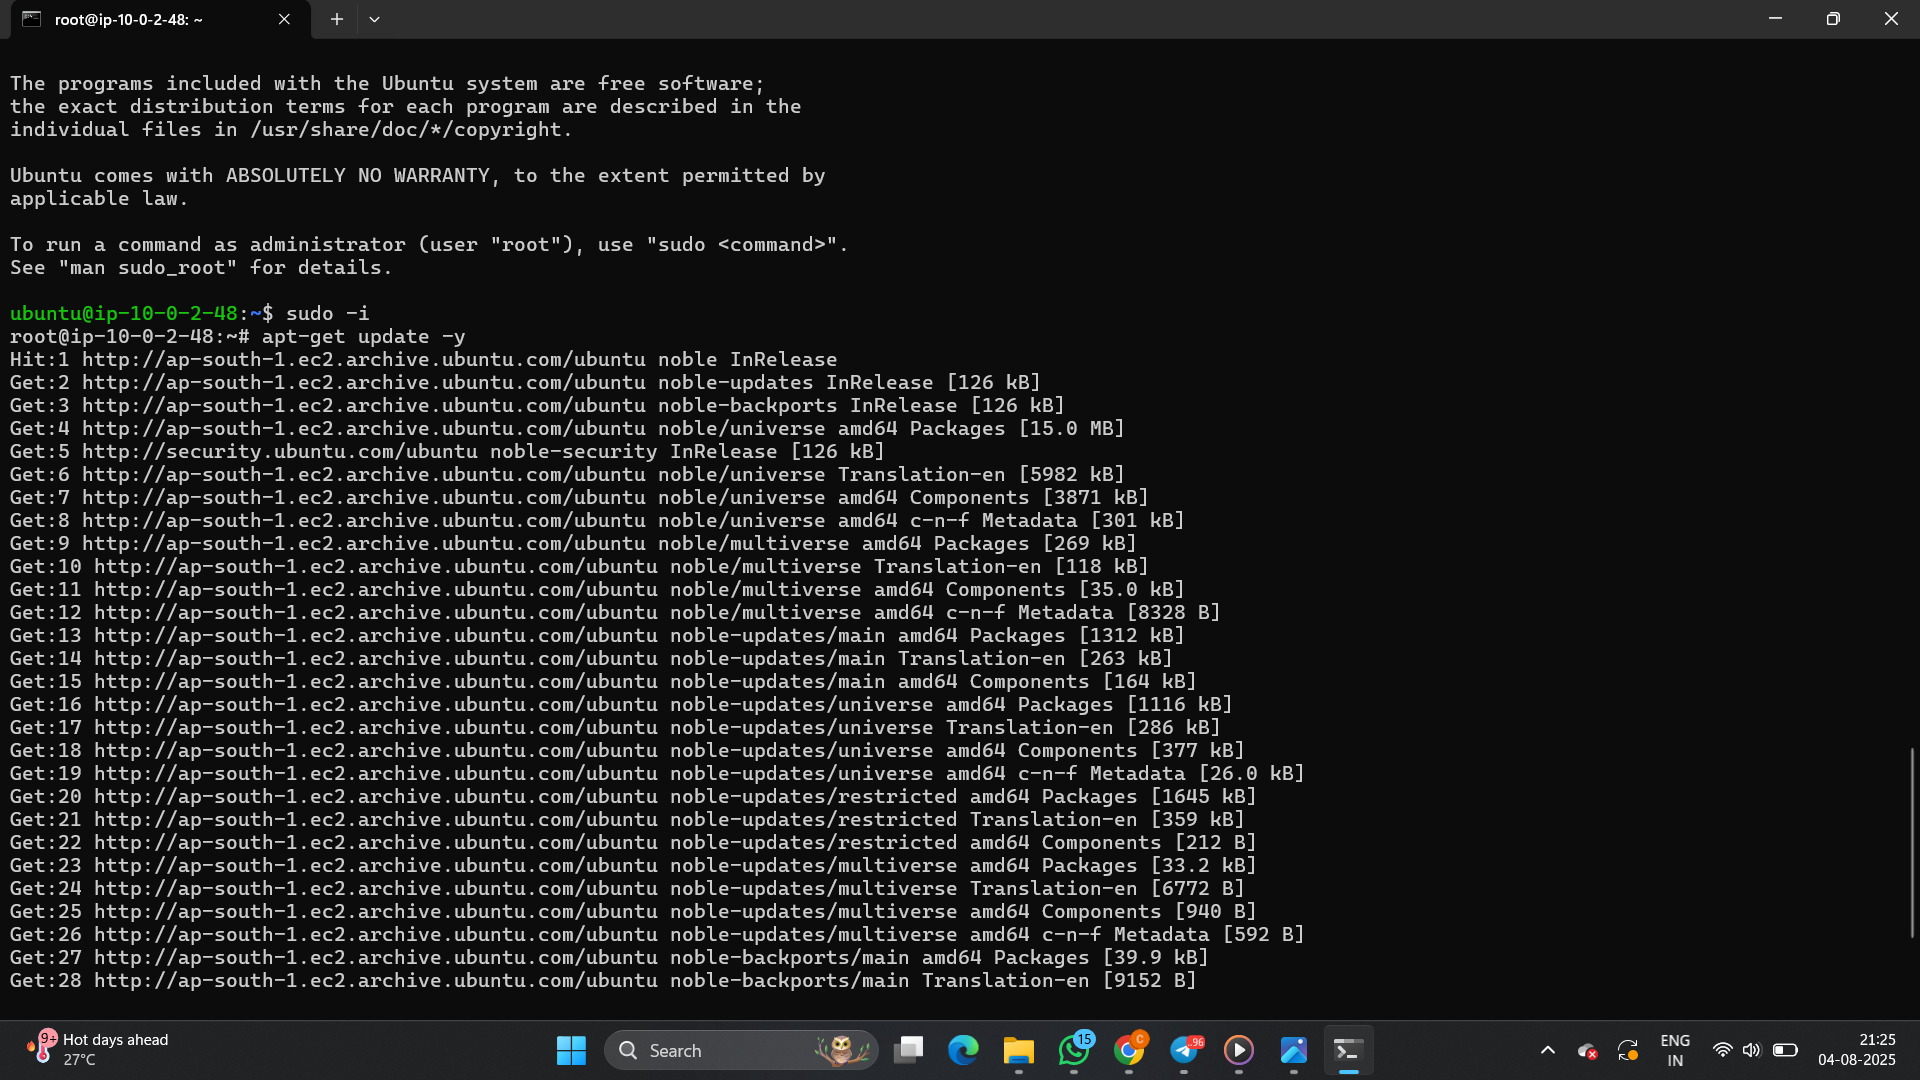 root@ip-10-0-2-48: ~
The programs included with the Ubuntu system are free software;
the exact distribution terms for each program are described in the
individual files in /usr/share/doc/*/copyright.
Ubuntu comes with ABSOLUTELY NO WARRANTY, to the extent permitted by
applicable law.
To run a command as administrator (user "root"), use "sudo <command>".
See "man sudo_root" for details.
ubuntu@ip-10-0-2-48:~$ sudo -i
root@ip-10-0-2-48:~# apt-get update -y
Hit:1 http://ap-south-1.ec2.archive.ubuntu.com/ubuntu noble InRelease
Get:2 http://ap-south-1.ec2.archive.ubuntu.com/ubuntu noble-updates InRelease [126 kB]
Get:3 http://ap-south-1.ec2.archive.ubuntu.com/ubuntu noble-backports InRelease [126 kB]
Get:4 http://ap-south-1.ec2.archive.ubuntu.com/ubuntu noble/universe amd64 Packages [15.0 MB]
Get:5 http://security.ubuntu.com/ubuntu noble-security InRelease [126 kB]
Get:6 http://ap-south-1.ec2.archive.ubuntu.com/ubuntu noble/universe Translation-en [5982 kB]
Get:7 http://ap-south-1.ec2.archive.ubuntu.com/ubuntu noble/universe amd64 Components [3871 kB]
Get:8 http://ap-south-1.ec2.archive.ubuntu.com/ubuntu noble/universe amd64 c-n-f Metadata [301 kB]
Get:9 http://ap-south-1.ec2.archive.ubuntu.com/ubuntu noble/multiverse amd64 Packages [269 kB]
Get:10 http://ap-south-1.ec2.archive.ubuntu.com/ubuntu noble/multiverse Translation-en [118 kB]
Get:11 http://ap-south-1.ec2.archive.ubuntu.com/ubuntu noble/multiverse amd64 Components [35.0 kB]
Get:12 http://ap-south-1.ec2.archive.ubuntu.com/ubuntu noble/multiverse amd64 c-n-f Metadata [8328 B]
Get:13 http://ap-south-1.ec2.archive.ubuntu.com/ubuntu noble-updates/main amd64 Packages [1312 kB]
Get:14 http://ap-south-1.ec2.archive.ubuntu.com/ubuntu noble-updates/main Translation-en [263 kB]
Get:15 http://ap-south-1.ec2.archive.ubuntu.com/ubuntu noble-updates/main amd64 Components [164 kB]
Get:16 http://ap-south-1.ec2.archive.ubuntu.com/ubuntu noble-updates/universe amd64 Packages [1116 kB]
Get:17 http://ap-south-1.ec2.archive.ubuntu.com/ubuntu noble-updates/universe Translation-en [286 kB]
Get:18 http://ap-south-1.ec2.archive.ubuntu.com/ubuntu noble-updates/universe amd64 Components [377 kB]
Get:19 http://ap-south-1.ec2.archive.ubuntu.com/ubuntu noble-updates/universe amd64 c-n-f Metadata [26.0 kB]
Get:20 http://ap-south-1.ec2.archive.ubuntu.com/ubuntu noble-updates/restricted amd64 Packages [1645 kB]
Get:21 http://ap-south-1.ec2.archive.ubuntu.com/ubuntu noble-updates/restricted Translation-en [359 kB]
Get:22 http://ap-south-1.ec2.archive.ubuntu.com/ubuntu noble-updates/restricted amd64 Components [212 B]
Get:23 http://ap-south-1.ec2.archive.ubuntu.com/ubuntu noble-updates/multiverse amd64 Packages [33.2 kB]
Get:24 http://ap-south-1.ec2.archive.ubuntu.com/ubuntu noble-updates/multiverse Translation-en [6772 B]
Get:25 http://ap-south-1.ec2.archive.ubuntu.com/ubuntu noble-updates/multiverse amd64 Components [940 B]
Get:26 http://ap-south-1.ec2.archive.ubuntu.com/ubuntu noble-updates/multiverse amd64 c-n-f Metadata [592 B]
Get:27 http://ap-south-1.ec2.archive.ubuntu.com/ubuntu noble-backports/main amd64 Packages [39.9 kB]
Get:28 http://ap-south-1.ec2.archive.ubuntu.com/ubuntu noble-backports/main Translation-en [9152 B]
9+
Hot days ahead
27°C
Search
15
C
.96
ENG
IN
21:25
04-08-2025